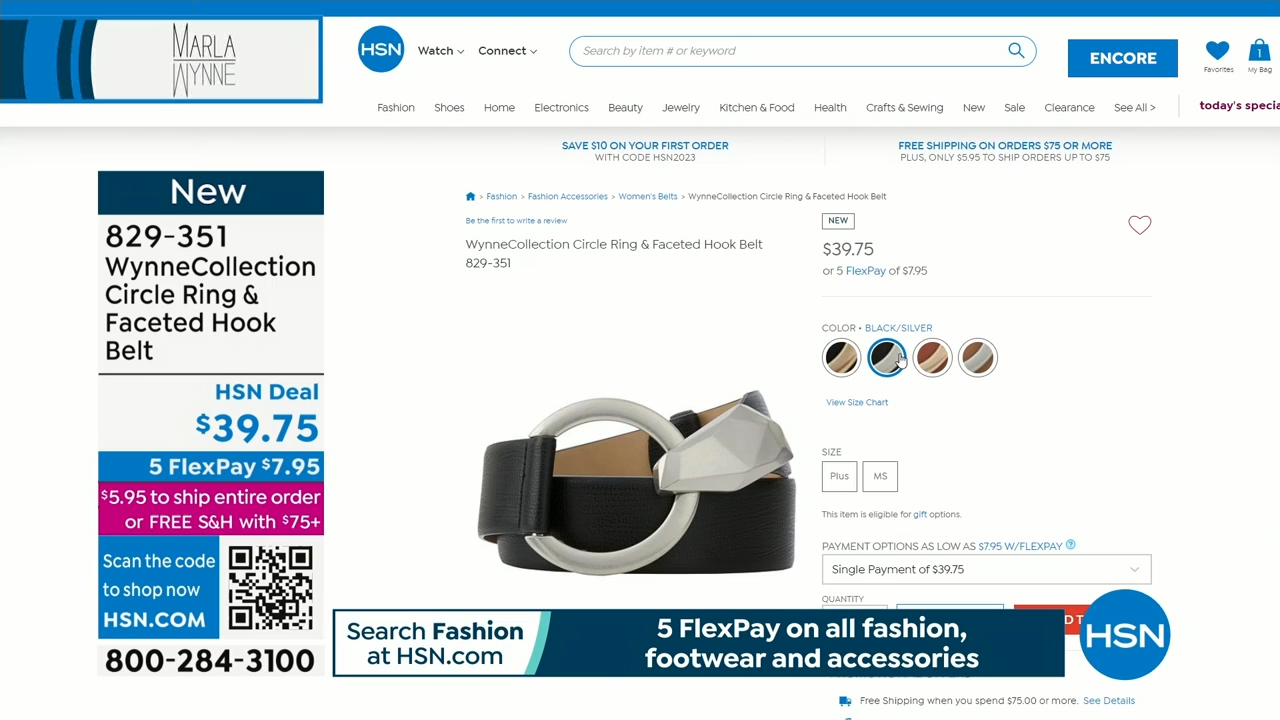 MARLA
WYNNE
HSN
Watch
Connect
Search by item # or keyword
ENCORE
Favorites
1
My Bag
Fashion
Shoes
Home
Electronics
Beauty
Jewelry
Kitchen & Food
Health
Crafts & Sewing
New
Sale
Clearance
See All >
today's specia
SAVE $10 ON YOUR FIRST ORDER
WITH CODE HSN2023
FREE SHIPPING ON ORDERS $75 OR MORE
PLUS, ONLY $5.95 TO SHIP ORDERS UP TO $75
New
829-351
WynneCollection
Circle Ring &
Faceted Hook
Belt
HSN Deal
$39.75
5 FlexPay $7.95
$5.95 to ship entire order
or FREE S&H with $75+
Scan the code
to shop now
HSN.COM
800-284-3100
> Fashion > Fashion Accessories > Women's Belts > WynneCollection Circle Ring & Faceted Hook Belt
Be the first to write a review
WynneCollection Circle Ring & Faceted Hook Belt
829-351
NEW
$39.75
or 5 FlexPay of $7.95
COLOR • BLACK/SILVER
View Size Chart
SIZE
Plus
MS
This item is eligible for gift options.
PAYMENT OPTIONS AS LOW AS $7.95 W/FLEXPAY ?
Single Payment of $39.75
QUANTITY
Search Fashion
at HSN.com
5 FlexPay on all fashion,
footwear and accessories
HSN
Free Shipping when you spend $75.00 or more. See Details